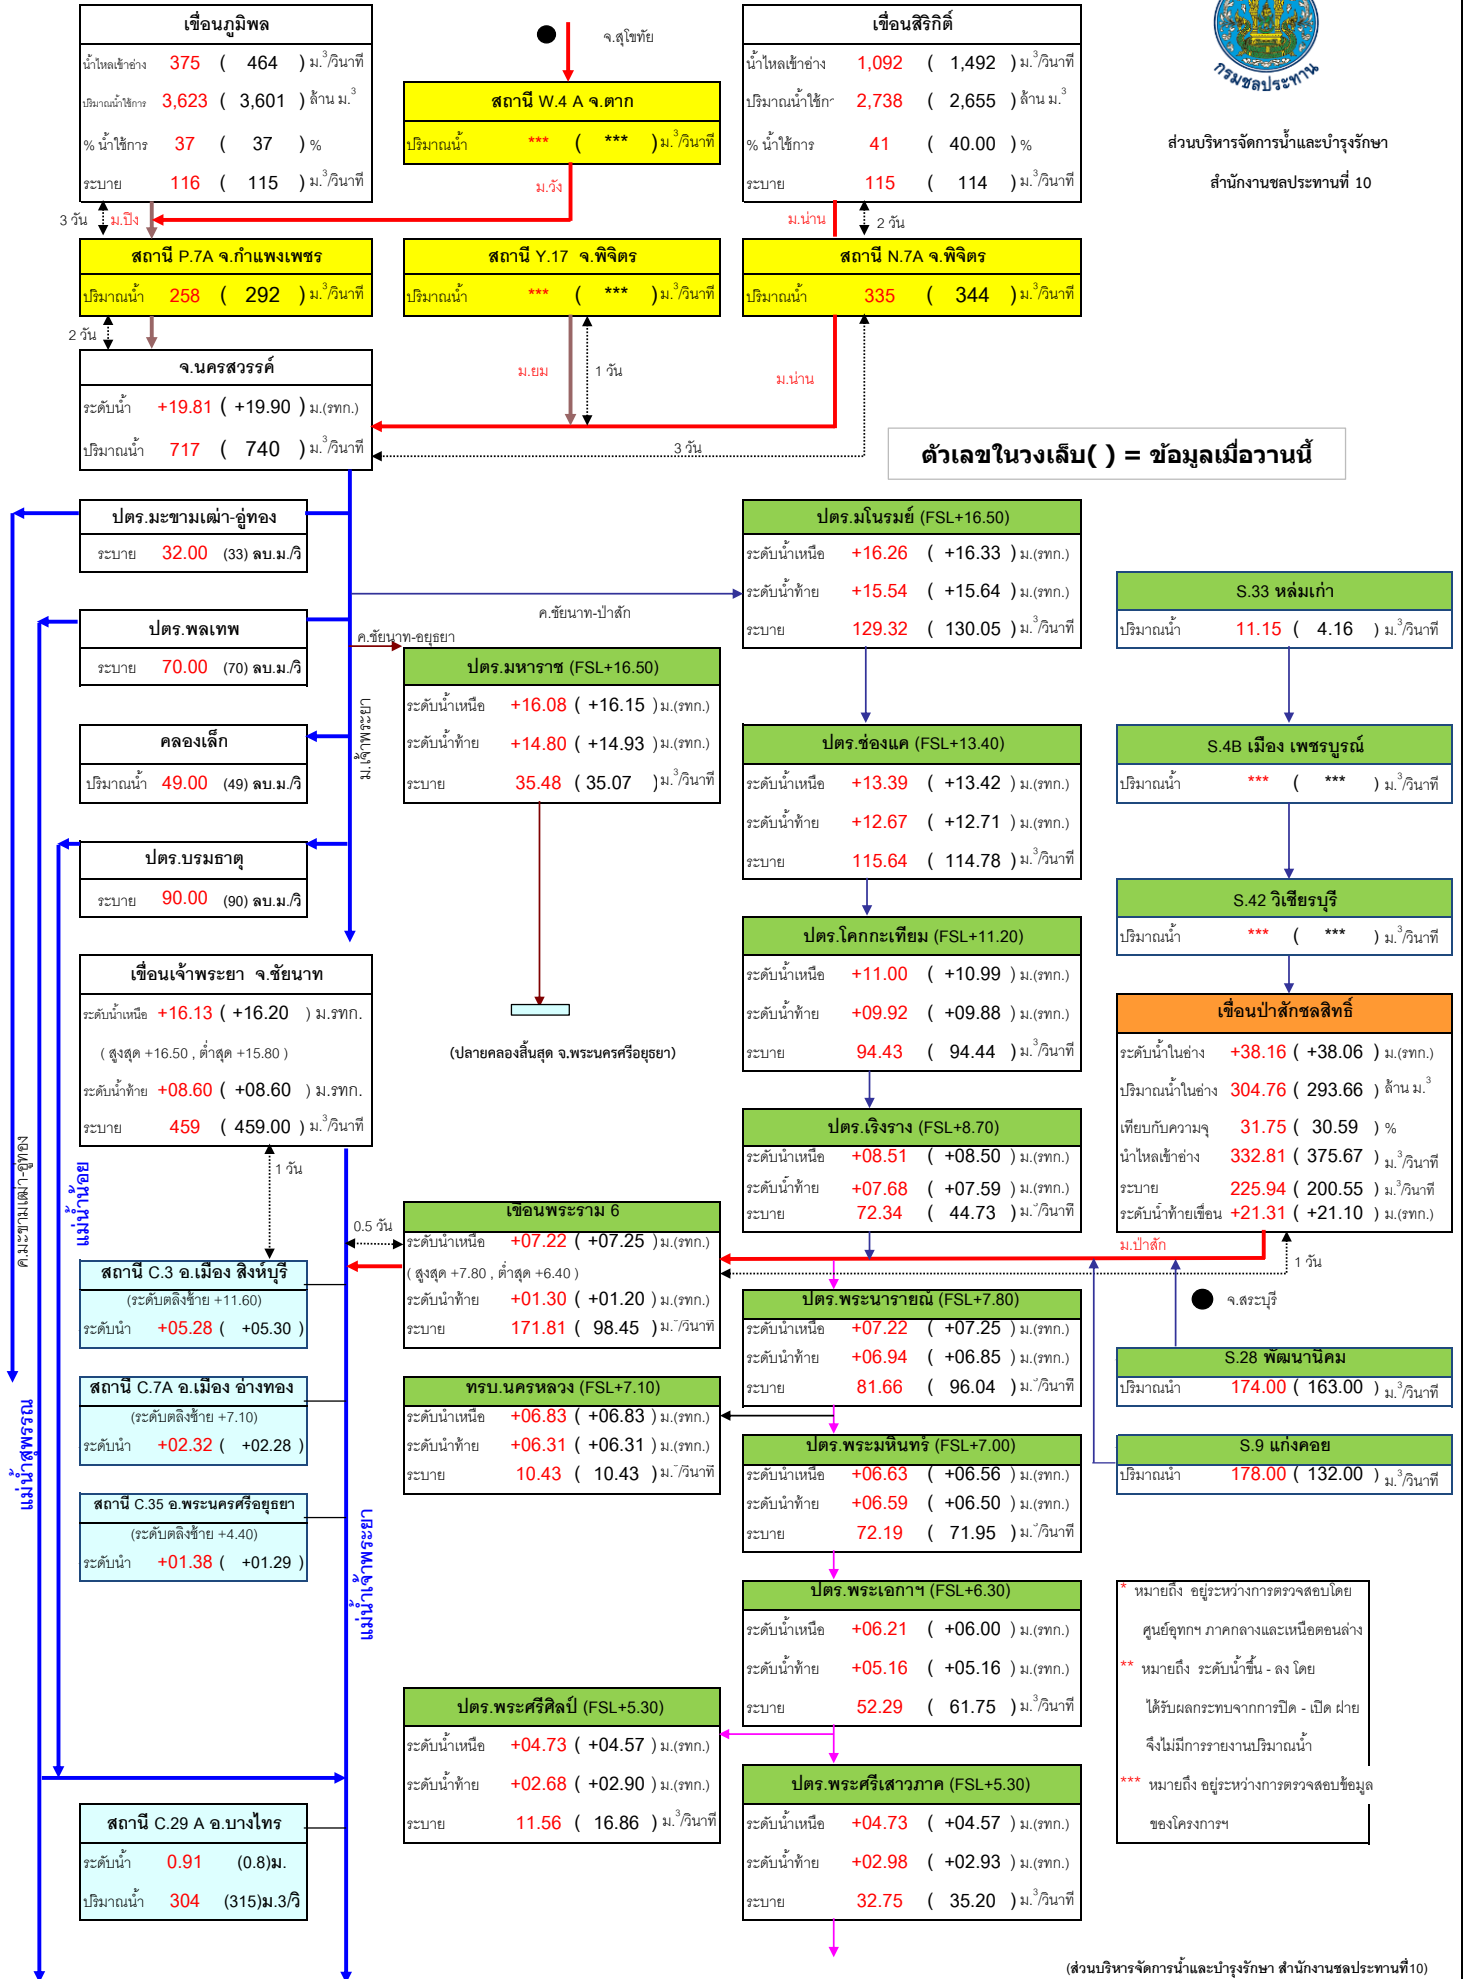 เขื่อนภูมิพล
น้ำไหลเข้าอ่าง 375 ( 464 ) ม.³/วินาที
ปริมาณน้ำใช้การ 3,623 ( 3,601 ) ล้าน ม.³
% น้ำใช้การ 37 ( 37 ) %
ระบาย 116 ( 115 ) ม.³/วินาที
จ.สุโขทัย
สถานี W.4 A จ.ตาก
ปริมาณน้ำ *** ( *** ) ม.³/วินาที
เขื่อนสิริกิติ์
น้ำไหลเข้าอ่าง 1,092 ( 1,492 ) ม.³/วินาที
ปริมาณน้ำใช้กา 2,738 ( 2,655 ) ล้าน ม.³
% น้ำใช้การ 41 ( 40.00 ) %
ระบาย 115 ( 114 ) ม.³/วินาที
กรมชลประทาน
ส่วนบริหารจัดการน้ำและบำรุงรักษา
สำนักงานชลประทานที่ 10
3 วัน ม.ปิง
ม.วัง
ม.น่าน
2 วัน
สถานี P.7A จ.กำแพงเพชร
ปริมาณน้ำ 258 ( 292 ) ม.³/วินาที
สถานี Y.17 จ.พิจิตร
ปริมาณน้ำ *** ( *** ) ม.³/วินาที
สถานี N.7A จ.พิจิตร
ปริมาณน้ำ 335 ( 344 ) ม.³/วินาที
2 วัน
ม.ยม
1 วัน
ม.น่าน
จ.นครสวรรค์
ระดับน้ำ +19.81 ( +19.90 ) ม.(รทก.)
ปริมาณน้ำ 717 ( 740 ) ม.³/วินาที
3 วัน
ตัวเลขในวงเล็บ( ) = ข้อมูลเมื่อวานนี้
ปตร.มะขามเฒ่า-อู่ทอง
ระบาย 32.00 (33) ลบ.ม./วิ
ปตร.พลเทพ
ระบาย 70.00 (70) ลบ.ม./วิ
คลองเล็ก
ปริมาณน้ำ 49.00 (49) ลบ.ม./วิ
ปตร.บรมธาตุ
ระบาย 90.00 (90) ลบ.ม./วิ
ค.ชัยนาท-ป่าสัก
ค.ชัยนาท-อยุธยา
ม.เจ้าพระยา
ปตร.มหาราช (FSL+16.50)
ระดับน้ำเหนือ +16.08 ( +16.15 ) ม.(รทก.)
ระดับน้ำท้าย +14.80 ( +14.93 ) ม.(รทก.)
ระบาย 35.48 ( 35.07 ) ม.³/วินาที
(ปลายคลองสิ้นสุด จ.พระนครศรีอยุธยา)
ปตร.มโนรมย์ (FSL+16.50)
ระดับน้ำเหนือ +16.26 ( +16.33 ) ม.(รทก.)
ระดับน้ำท้าย +15.54 ( +15.64 ) ม.(รทก.)
ระบาย 129.32 ( 130.05 ) ม.³/วินาที
ปตร.ช่องแค (FSL+13.40)
ระดับน้ำเหนือ +13.39 ( +13.42 ) ม.(รทก.)
ระดับน้ำท้าย +12.67 ( +12.71 ) ม.(รทก.)
ระบาย 115.64 ( 114.78 ) ม.³/วินาที
ปตร.โคกกะเทียม (FSL+11.20)
ระดับน้ำเหนือ +11.00 ( +10.99 ) ม.(รทก.)
ระดับน้ำท้าย +09.92 ( +09.88 ) ม.(รทก.)
ระบาย 94.43 ( 94.44 ) ม.³/วินาที
ปตร.เริงราง (FSL+8.70)
ระดับน้ำเหนือ +08.51 ( +08.50 ) ม.(รทก.)
ระดับน้ำท้าย +07.68 ( +07.59 ) ม.(รทก.)
ระบาย 72.34 ( 44.73 ) ม.³/วินาที
S.33 หล่มเก่า
ปริมาณน้ำ 11.15 ( 4.16 ) ม.³/วินาที
S.4B เมือง เพชรบูรณ์
ปริมาณน้ำ *** ( *** ) ม.³/วินาที
S.42 วิเชียรบุรี
ปริมาณน้ำ *** ( *** ) ม.³/วินาที
เขื่อนป่าสักชลสิทธิ์
ระดับน้ำในอ่าง +38.16 ( +38.06 ) ม.(รทก.)
ปริมาณน้ำในอ่าง 304.76 ( 293.66 ) ล้าน ม.³
เทียบกับความจุ 31.75 ( 30.59 ) %
น้ำไหลเข้าอ่าง 332.81 ( 375.67 ) ม.³/วินาที
ระบาย 225.94 ( 200.55 ) ม.³/วินาที
ระดับน้ำท้ายเขื่อน +21.31 ( +21.10 ) ม.(รทก.)
เขื่อนเจ้าพระยา จ.ชัยนาท
ระดับน้ำเหนือ +16.13 ( +16.20 ) ม.รทก.
( สูงสุด +16.50 , ต่ำสุด +15.80 )
ระดับน้ำท้าย +08.60 ( +08.60 ) ม.รทก.
ระบาย 459 ( 459.00 ) ม.³/วินาที
1 วัน
ค.มะขามเฒ่า-อู่ทอง
แม่น้ำน้อย
0.5 วัน
เขื่อนพระราม 6
ระดับน้ำเหนือ +07.22 ( +07.25 ) ม.(รทก.)
( สูงสุด +7.80 , ต่ำสุด +6.40 )
ระดับน้ำท้าย +01.30 ( +01.20 ) ม.(รทก.)
ระบาย 171.81 ( 98.45 ) ม.³/วินาที
ม.ป่าสัก
1 วัน
จ.สระบุรี
สถานี C.3 อ.เมือง สิงห์บุรี
(ระดับตลิ่งซ้าย +11.60)
ระดับน้ำ +05.28 ( +05.30 )
สถานี C.7A อ.เมือง อ่างทอง
(ระดับตลิ่งซ้าย +7.10)
ระดับน้ำ +02.32 ( +02.28 )
สถานี C.35 อ.พระนครศรีอยุธยา
(ระดับตลิ่งซ้าย +4.40)
ระดับน้ำ +01.38 ( +01.29 )
แม่น้ำสุพรรณ
แม่น้ำเจ้าพระยา
ทรบ.นครหลวง (FSL+7.10)
ระดับน้ำเหนือ +06.83 ( +06.83 ) ม.(รทก.)
ระดับน้ำท้าย +06.31 ( +06.31 ) ม.(รทก.)
ระบาย 10.43 ( 10.43 ) ม.³/วินาที
ปตร.พระนารายณ์ (FSL+7.80)
ระดับน้ำเหนือ +07.22 ( +07.25 ) ม.(รทก.)
ระดับน้ำท้าย +06.94 ( +06.85 ) ม.(รทก.)
ระบาย 81.66 ( 96.04 ) ม.³/วินาที
S.28 พัฒนานิคม
ปริมาณน้ำ 174.00 ( 163.00 ) ม.³/วินาที
S.9 แก่งคอย
ปริมาณน้ำ 178.00 ( 132.00 ) ม.³/วินาที
ปตร.พระมหินทร์ (FSL+7.00)
ระดับน้ำเหนือ +06.63 ( +06.56 ) ม.(รทก.)
ระดับน้ำท้าย +06.59 ( +06.50 ) ม.(รทก.)
ระบาย 72.19 ( 71.95 ) ม.³/วินาที
ปตร.พระเอกาฯ (FSL+6.30)
ระดับน้ำเหนือ +06.21 ( +06.00 ) ม.(รทก.)
ระดับน้ำท้าย +05.16 ( +05.16 ) ม.(รทก.)
ระบาย 52.29 ( 61.75 ) ม.³/วินาที
ปตร.พระศรีศิลป์ (FSL+5.30)
ระดับน้ำเหนือ +04.73 ( +04.57 ) ม.(รทก.)
ระดับน้ำท้าย +02.68 ( +02.90 ) ม.(รทก.)
ระบาย 11.56 ( 16.86 ) ม.³/วินาที
ปตร.พระศรีเสาวภาค (FSL+5.30)
ระดับน้ำเหนือ +04.73 ( +04.57 ) ม.(รทก.)
ระดับน้ำท้าย +02.98 ( +02.93 ) ม.(รทก.)
ระบาย 32.75 ( 35.20 ) ม.³/วินาที
* หมายถึง อยู่ระหว่างการตรวจสอบโดย
ศูนย์อุทกฯ ภาคกลางและเหนือตอนล่าง
** หมายถึง ระดับน้ำขึ้น - ลง โดย
ได้รับผลกระทบจากการปิด - เปิด ฝาย
จึงไม่มีการรายงานปริมาณน้ำ
*** หมายถึง อยู่ระหว่างการตรวจสอบข้อมูล
ของโครงการฯ
สถานี C.29 A อ.บางไทร
ระดับน้ำ 0.91 (0.8)ม.
ปริมาณน้ำ 304 (315)ม.3/วิ
(ส่วนบริหารจัดการน้ำและบำรุงรักษา สำนักงานชลประทานที่10)